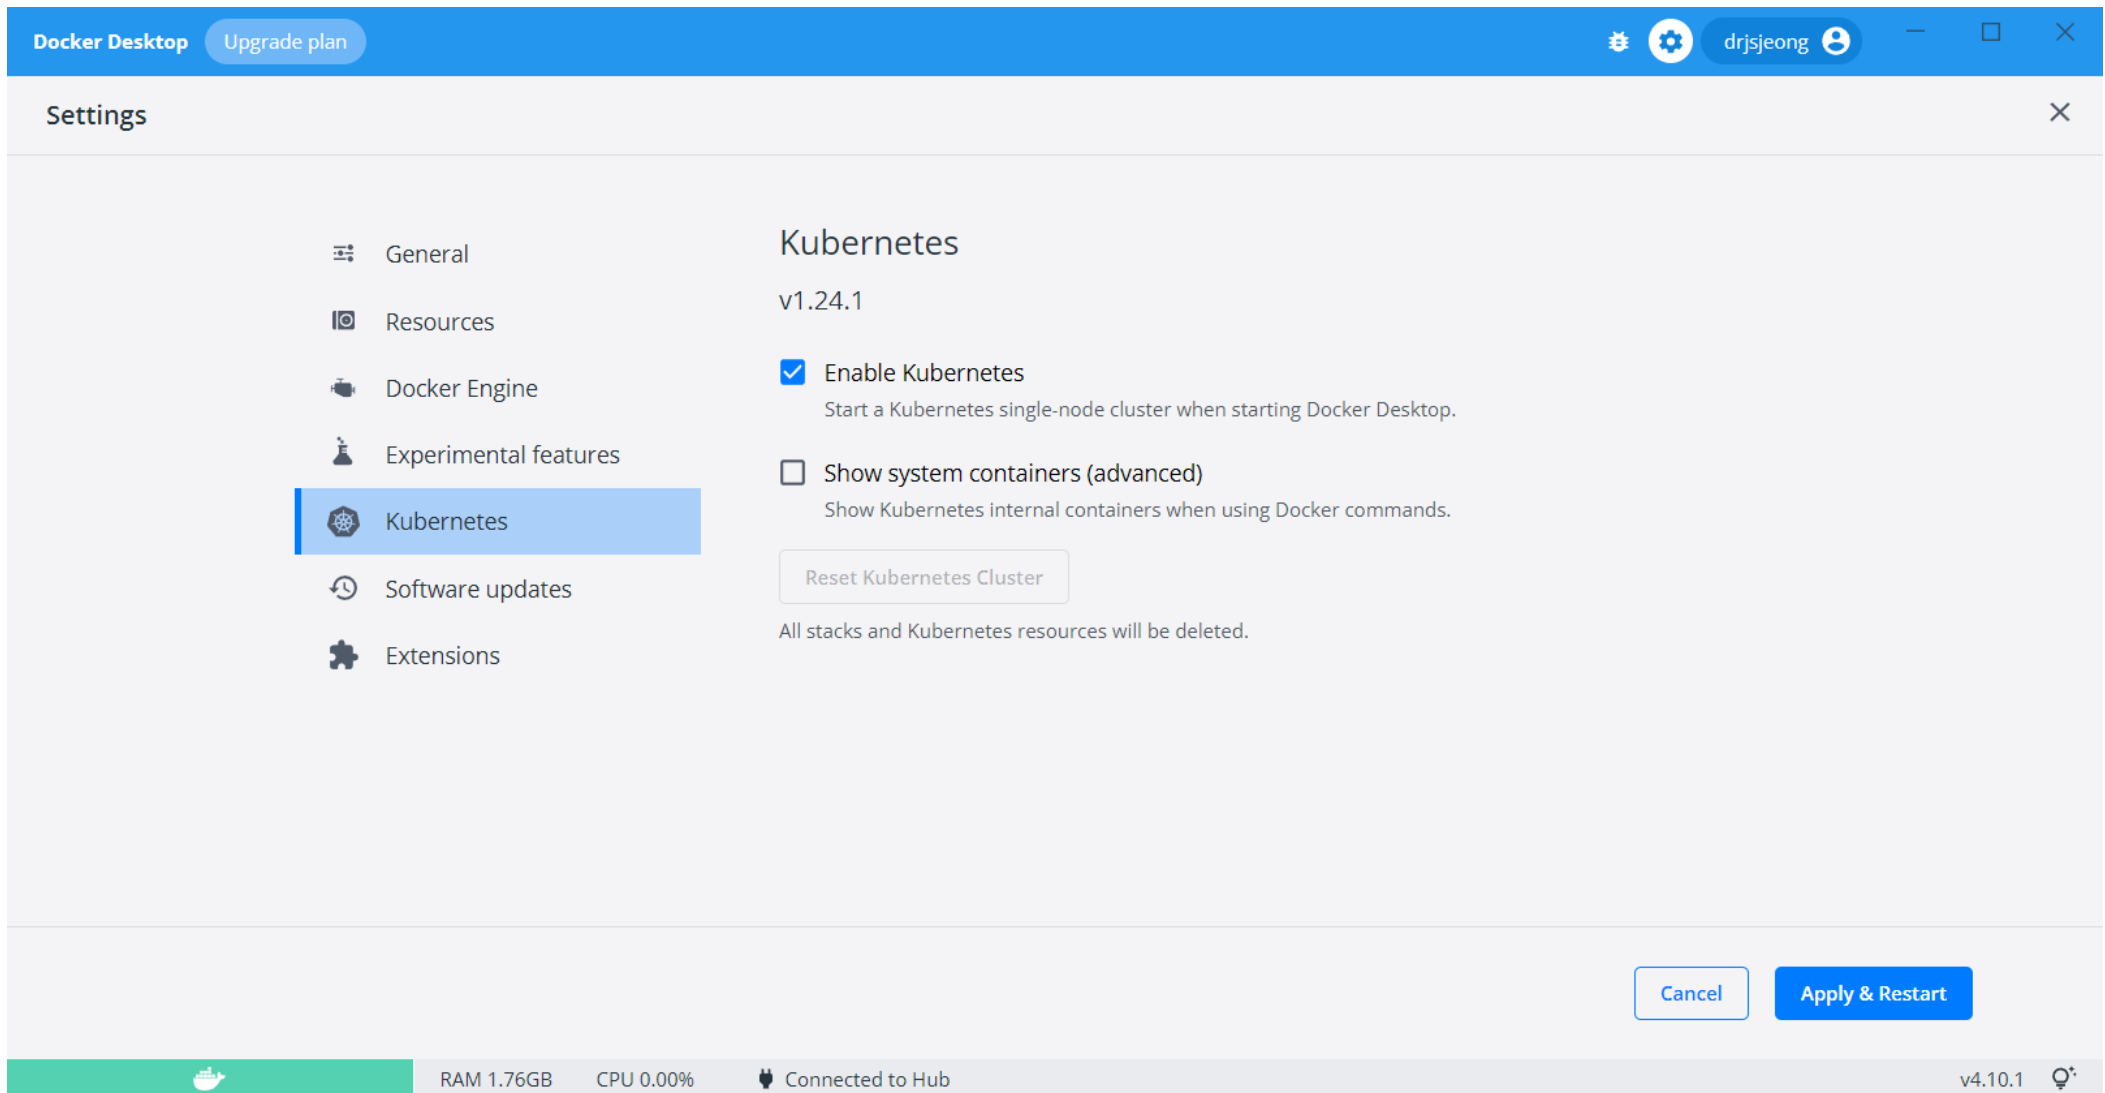 Docker Desktop Upgrade plan drjsjeong
Settings
General
Resources
Docker Engine
Experimental features
Kubernetes
Software updates
Extensions
Kubernetes
v1.24.1
Enable Kubernetes
Start a Kubernetes single-node cluster when starting Docker Desktop.
Show system containers (advanced)
Show Kubernetes internal containers when using Docker commands.
Reset Kubernetes Cluster
All stacks and Kubernetes resources will be deleted.
Cancel Apply & Restart
RAM 1.76GB CPU 0.00% Connected to Hub v4.10.1